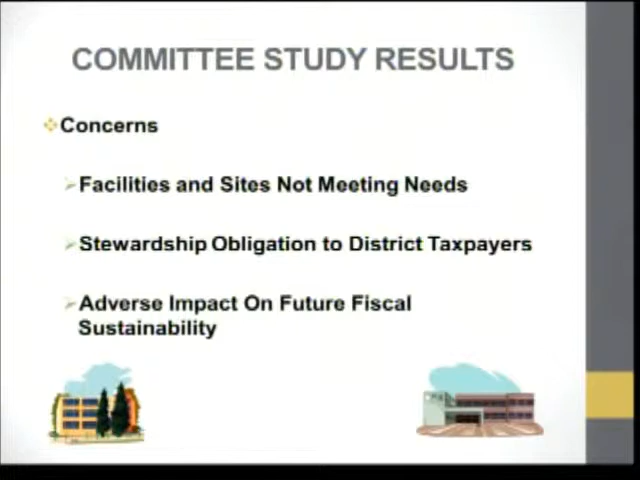 COMMITTEE STUDY RESULTS
Concerns
Facilities and Sites Not Meeting Needs
Stewardship Obligation to District Taxpayers
Adverse Impact On Future Fiscal
Sustainability